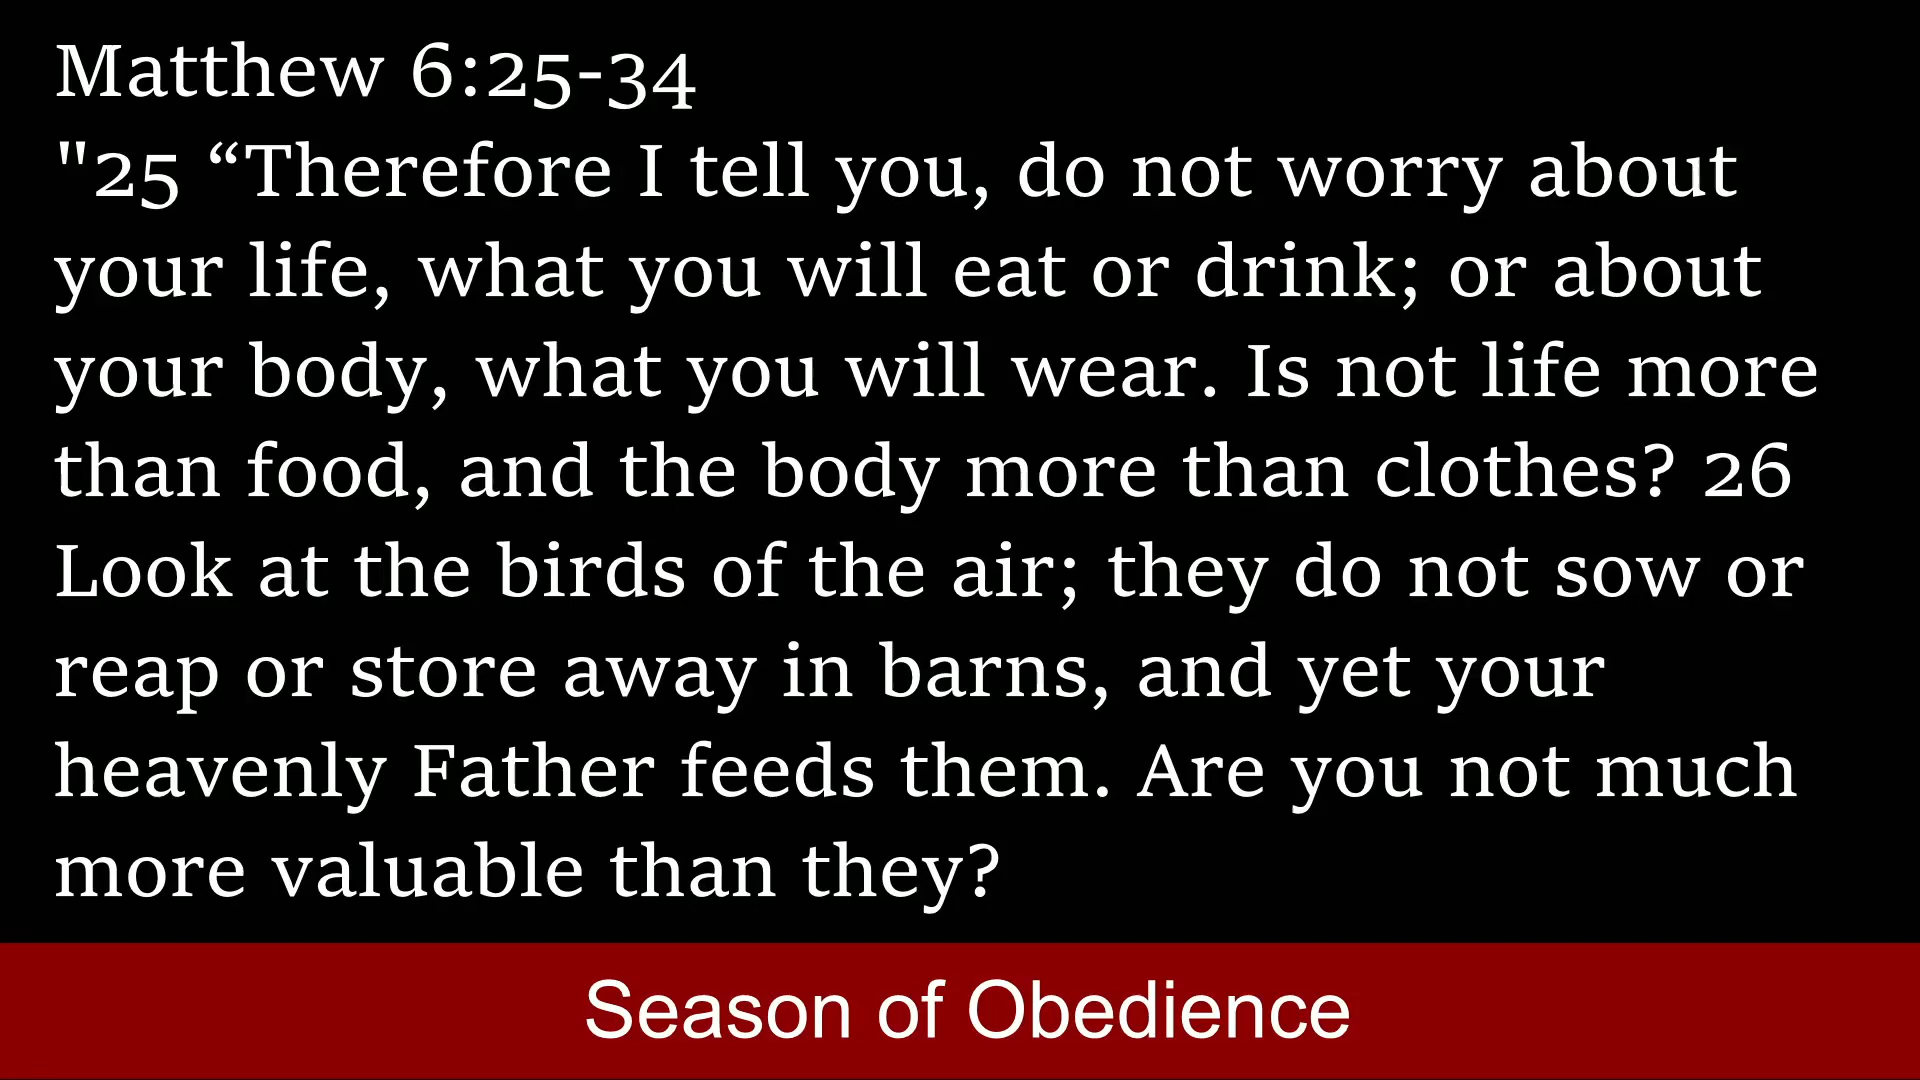 Matthew 6:25-34
"25 “Therefore I tell you, do not worry about
your life, what you will eat or drink; or about
your body, what you will wear. Is not life more
than food, and the body more than clothes? 26
Look at the birds of the air; they do not sow or
reap or store away in barns, and yet your
heavenly Father feeds them. Are you not much
more valuable than they?
Season of Obedience